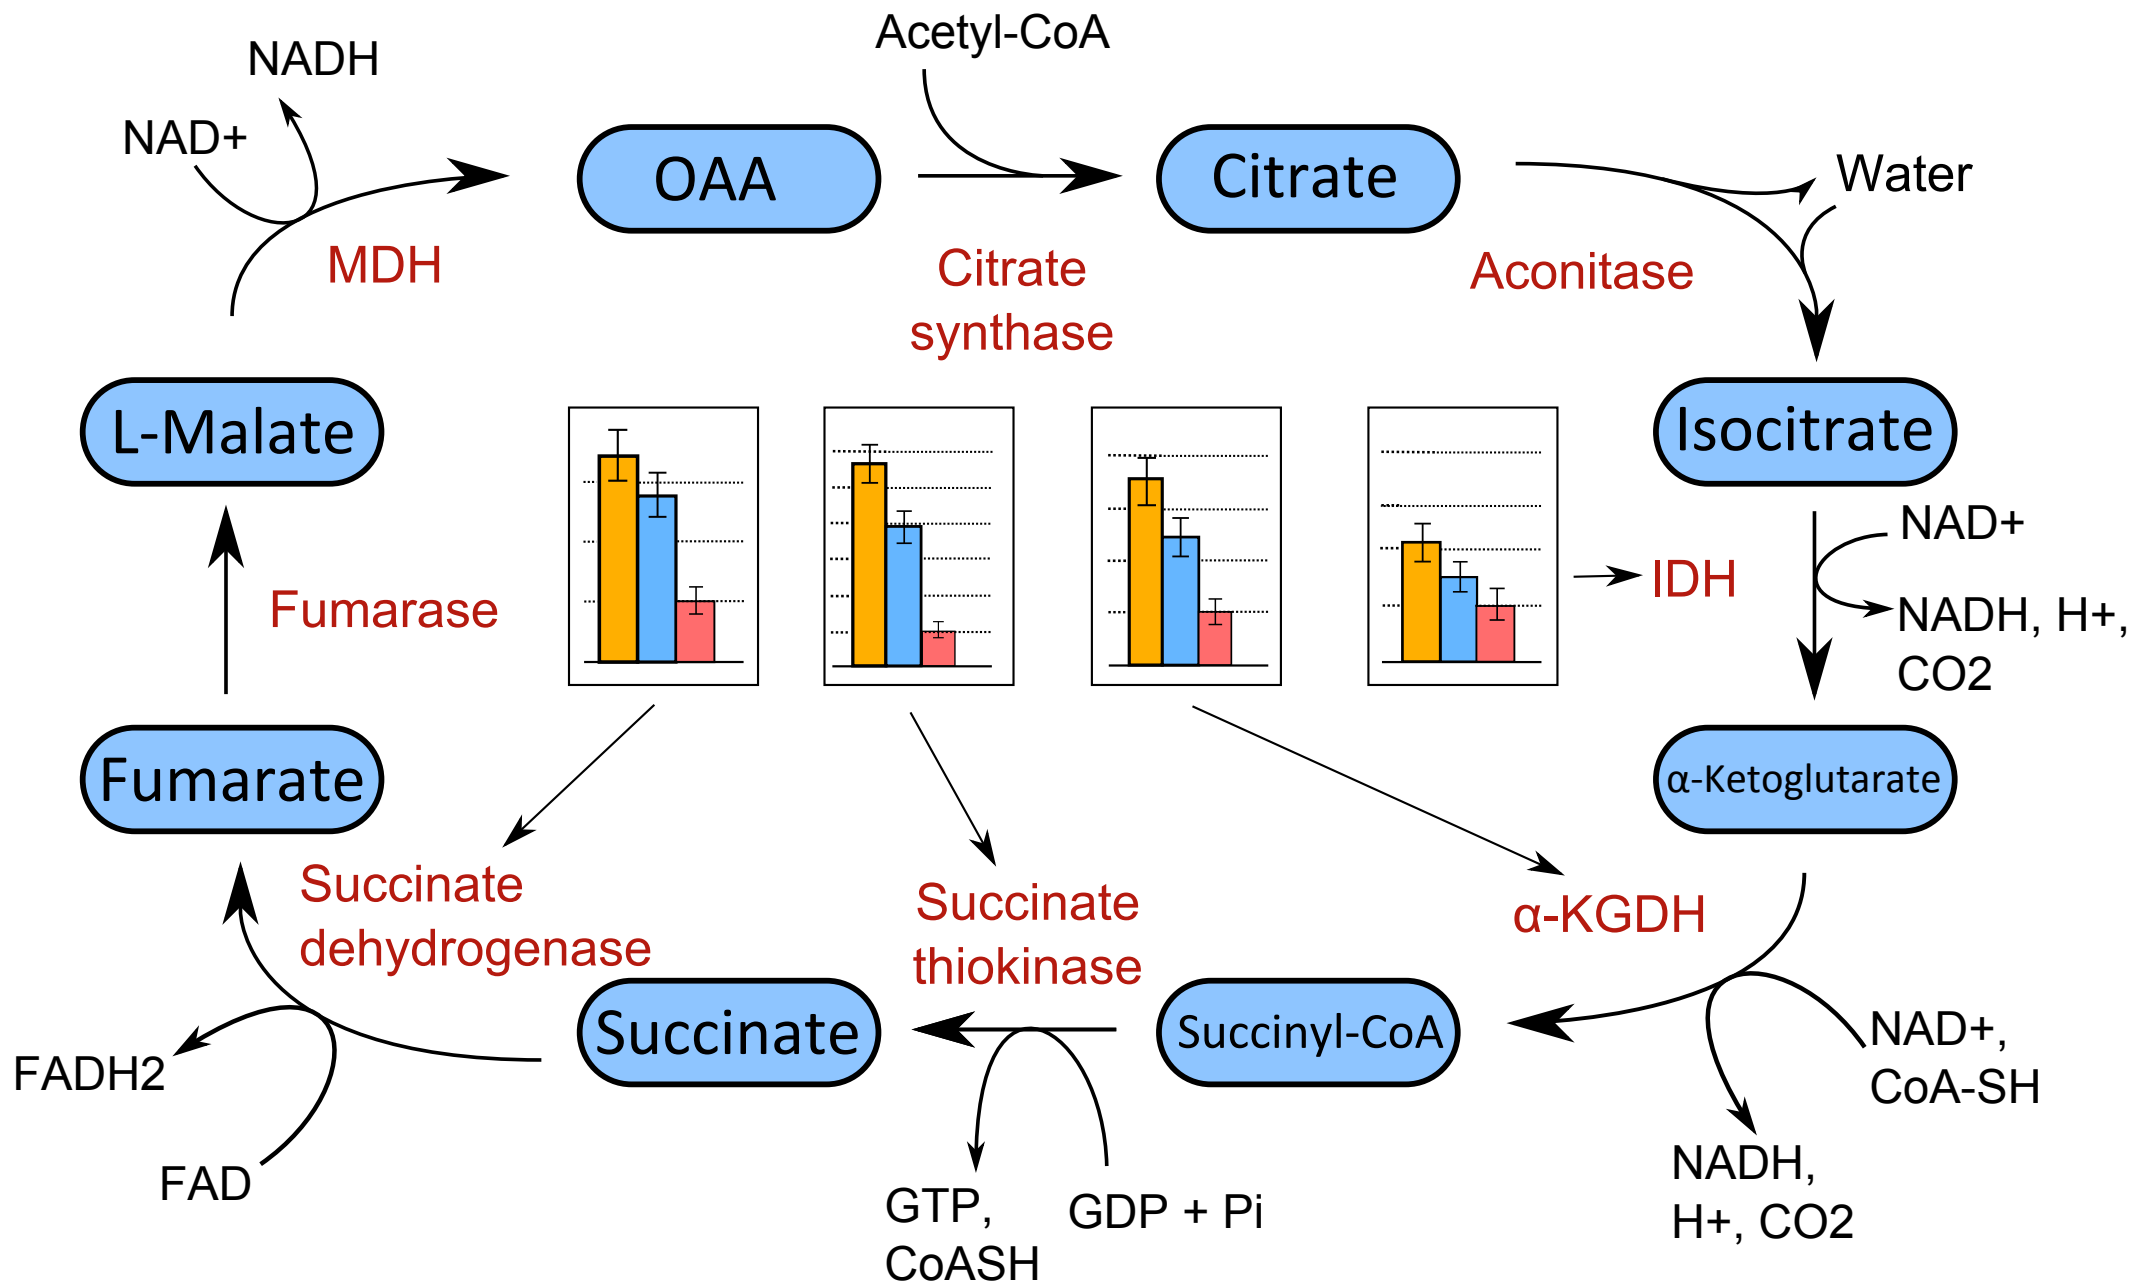 Acetyl-CoA
NADH
NAD+
OAA
Citrate
Water
MDH
Citrate
synthase
Aconitase
L-Malate
Isocitrate
NAD+
IDH
Fumarase
NADH, H+,
CO2
Fumarate
α-Ketoglutarate
Succinate
dehydrogenase
Succinate
thiokinase
α-KGDH
Succinate
Succinyl-CoA
NAD+,
CoA-SH
FADH2
FAD
GTP,
CoASH
GDP + Pi
NADH,
H+, CO2